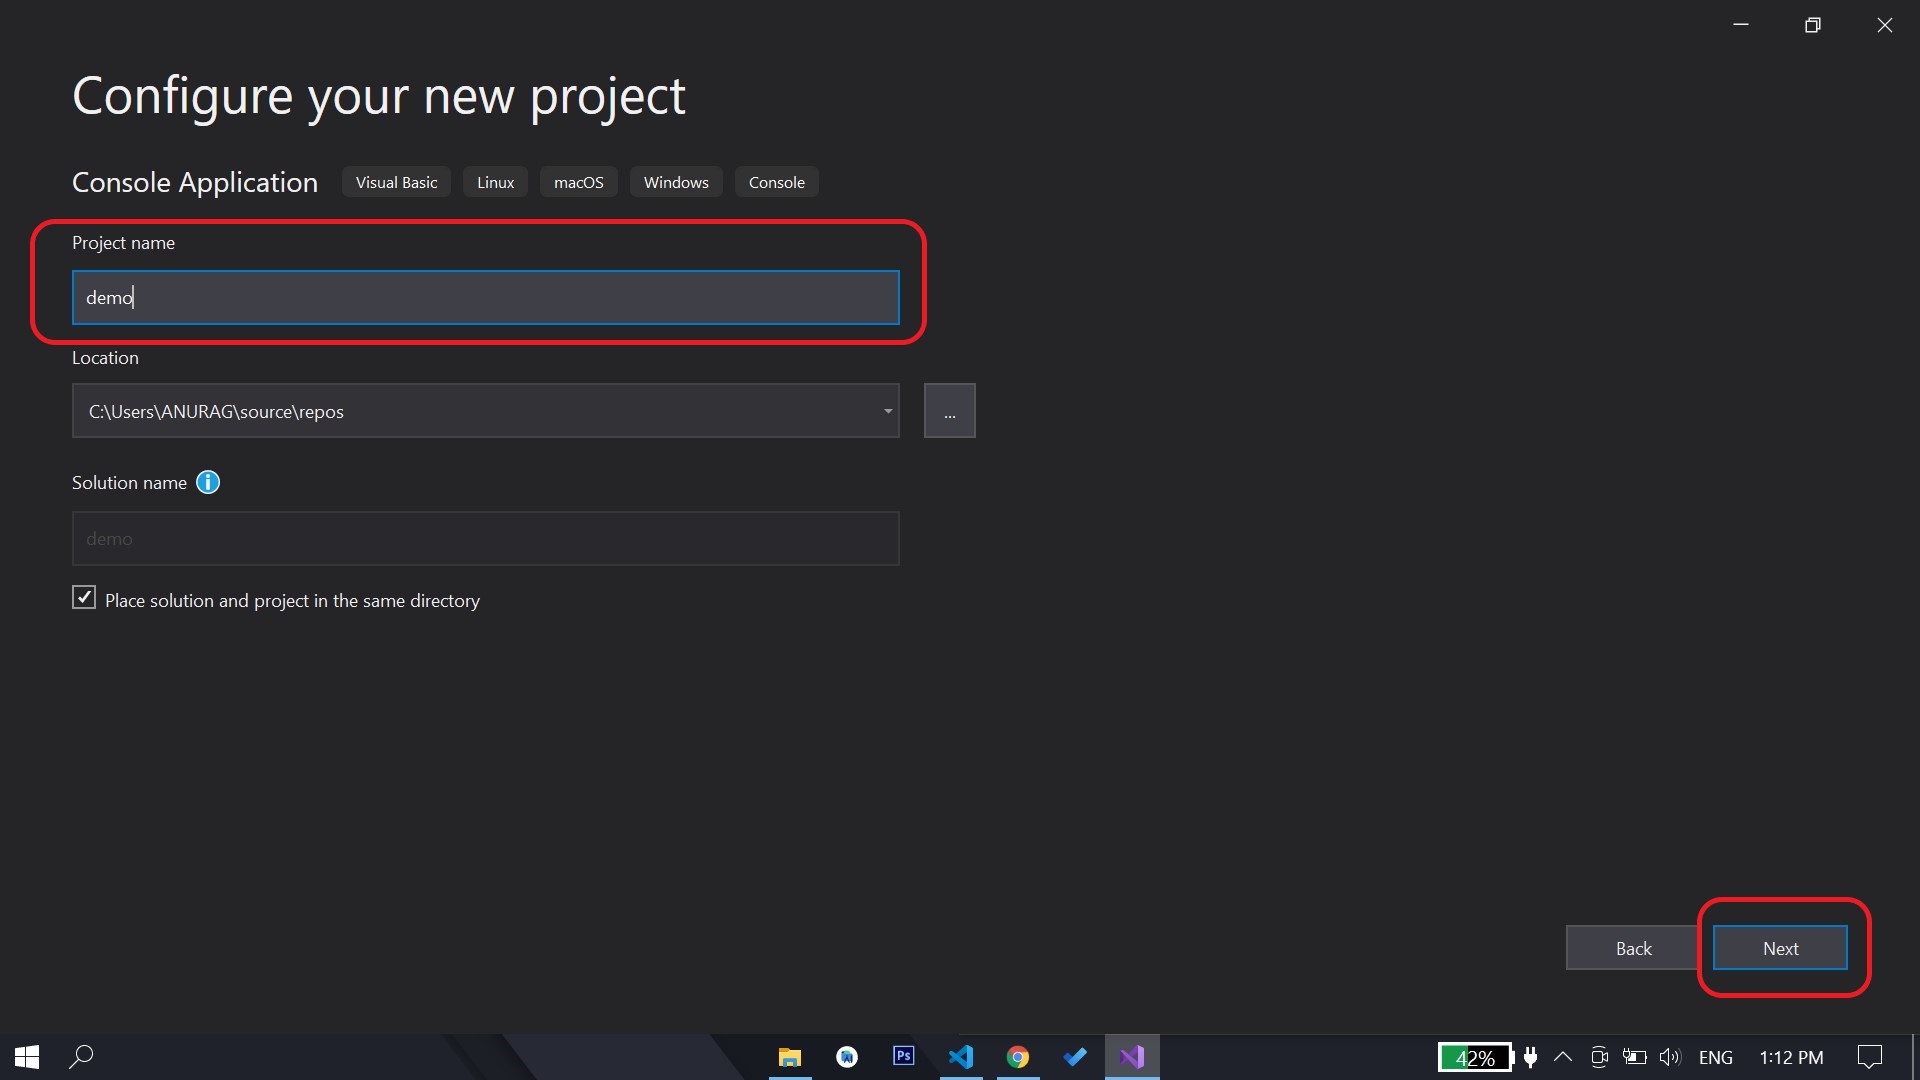 Configure your new project
Console Application Visual Basic Linux macOS Windows Console
Project name
demo
Location
C:\Users\ANURAG\source\repos ...
Solution name
demo
Place solution and project in the same directory
Back Next
Ps 42% ENG 1:12 PM